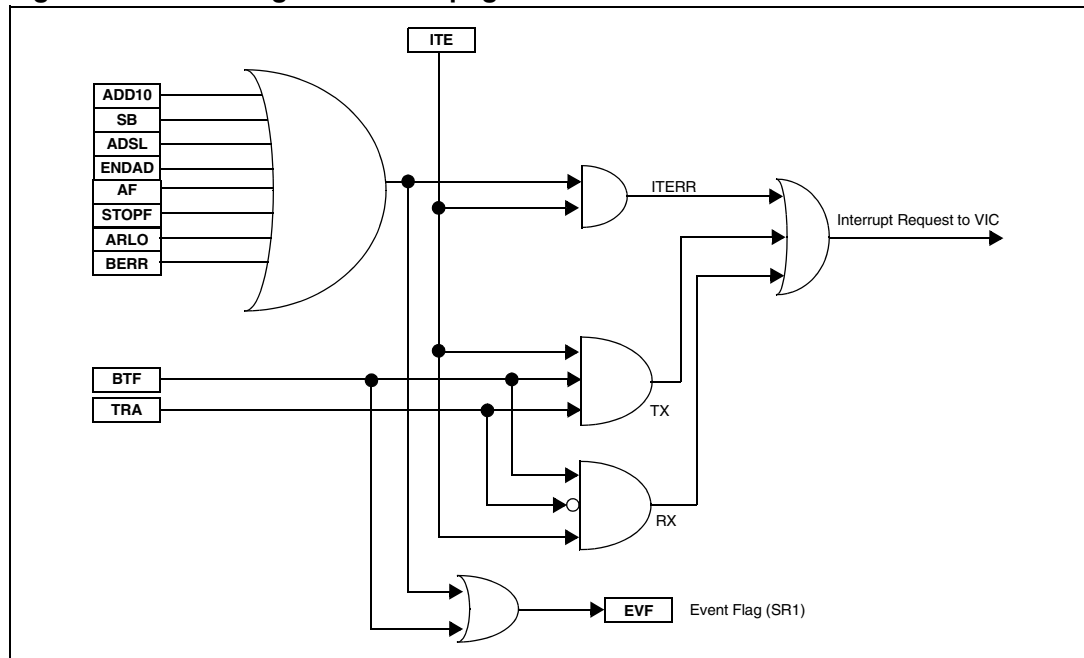 ITE
ADD10
SB
ADSL
ENDAD
AF
STOPF
ARLO
BERR
ITERR
Interrupt Request to VIC
BTF
TRA
TX
RX
EVF
Event Flag (SR1)